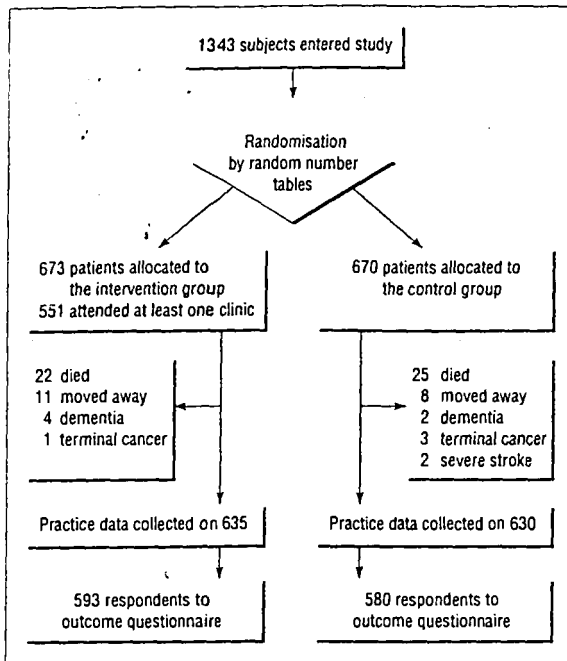 1343 subjects entered study
Randomisation
by random number
tables
673 patients allocated to
the intervention group
551 attended at least one clinic
670 patients allocated to
the control group
22 died
11 moved away
4 dementia
1 terminal cancer
25 died
8 moved away
2 dementia
3 terminal cancer
2 severe stroke
Practice data collected on 635
Practice data collected on 630
593 respondents to
outcome questionnaire
580 respondents to
outcome questionnaire